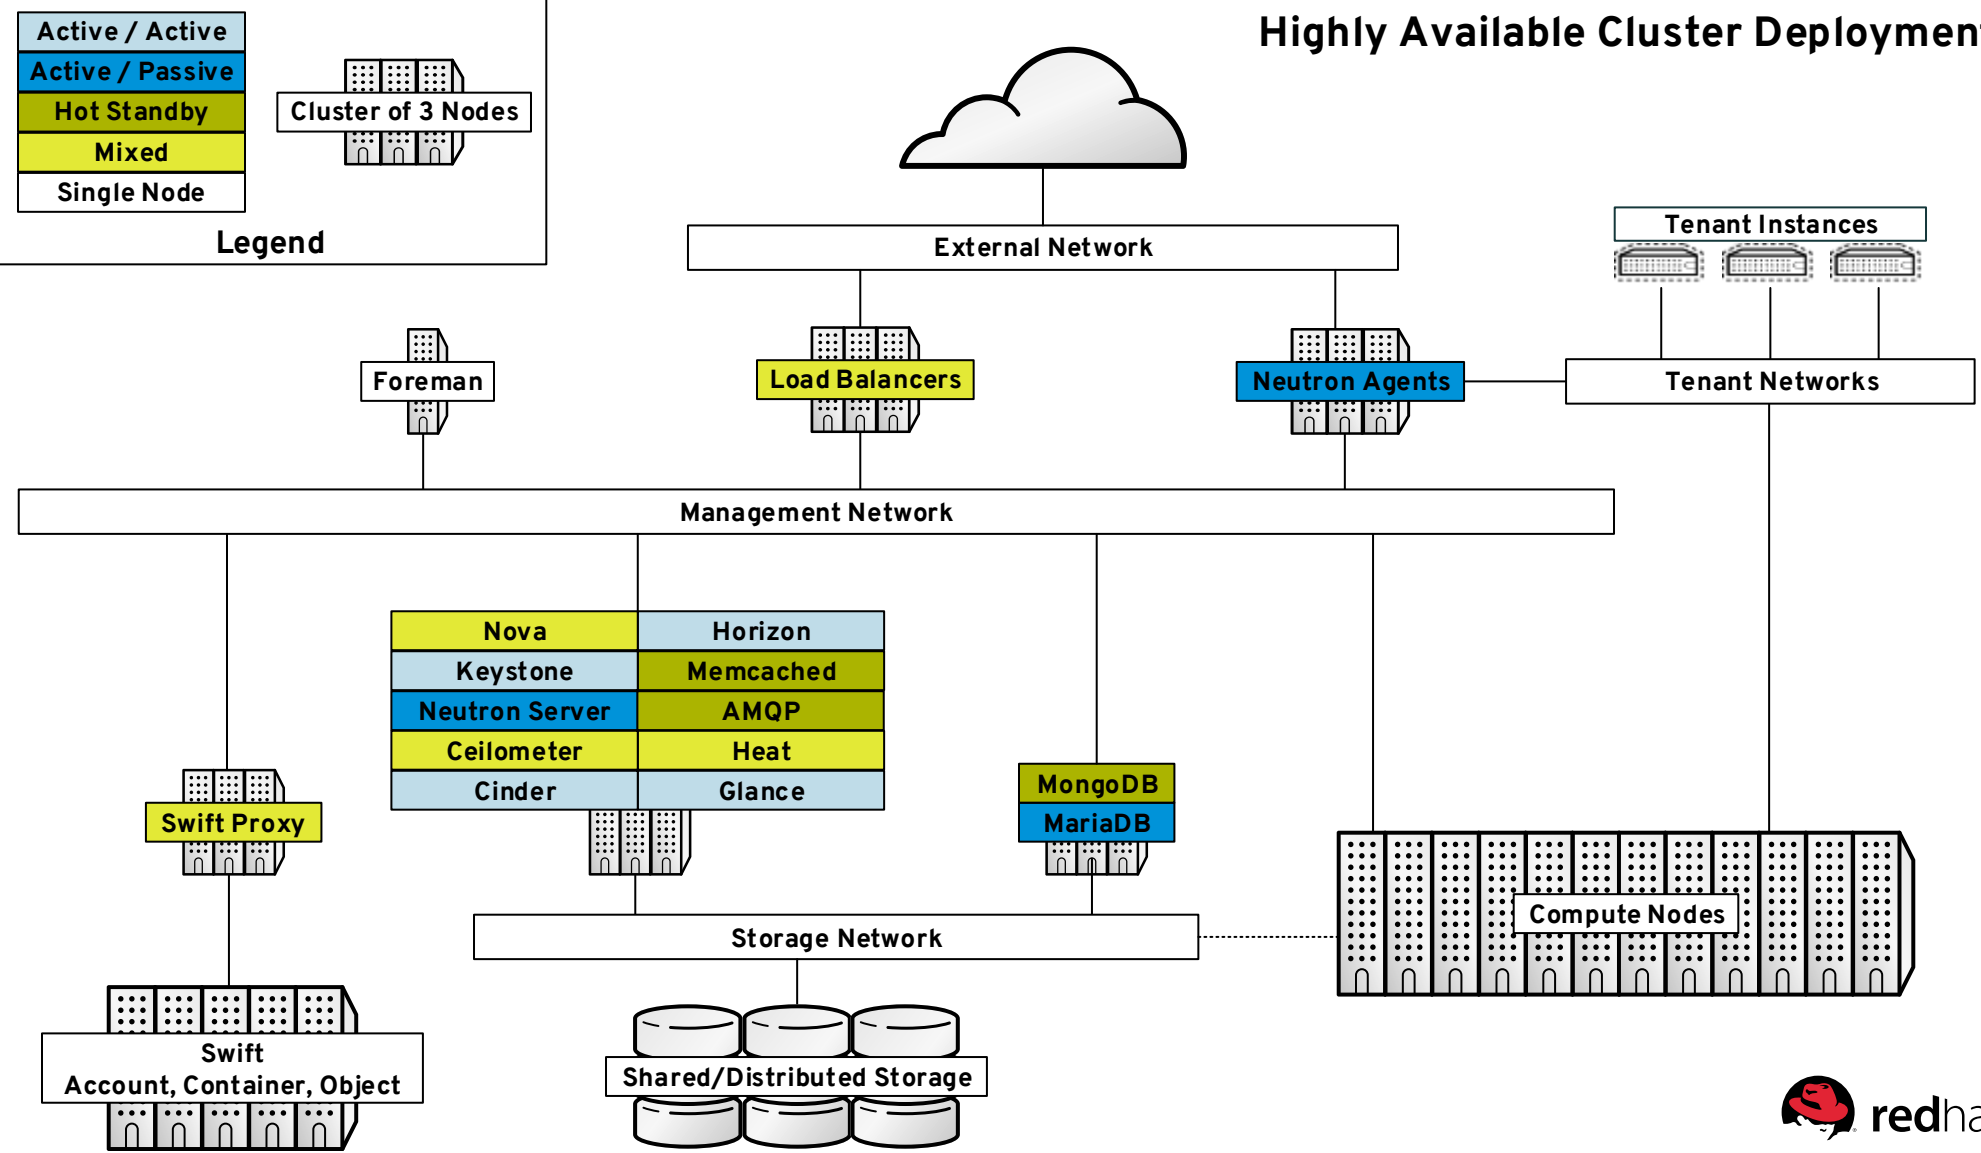 Highly Available Cluster Deployment
Active / Active
Active / Passive
Hot Standby
Mixed
Single Node
Cluster of 3 Nodes
Legend
External Network
Tenant Instances
Foreman
Load Balancers
Neutron Agents
Tenant Networks
Management Network
Nova
Horizon
Keystone
Memcached
Neutron Server
AMQP
Ceilometer
Heat
Cinder
Glance
MongoDB
MariaDB
Swift Proxy
Compute Nodes
Storage Network
Swift
Account, Container, Object
Shared/Distributed Storage
redha